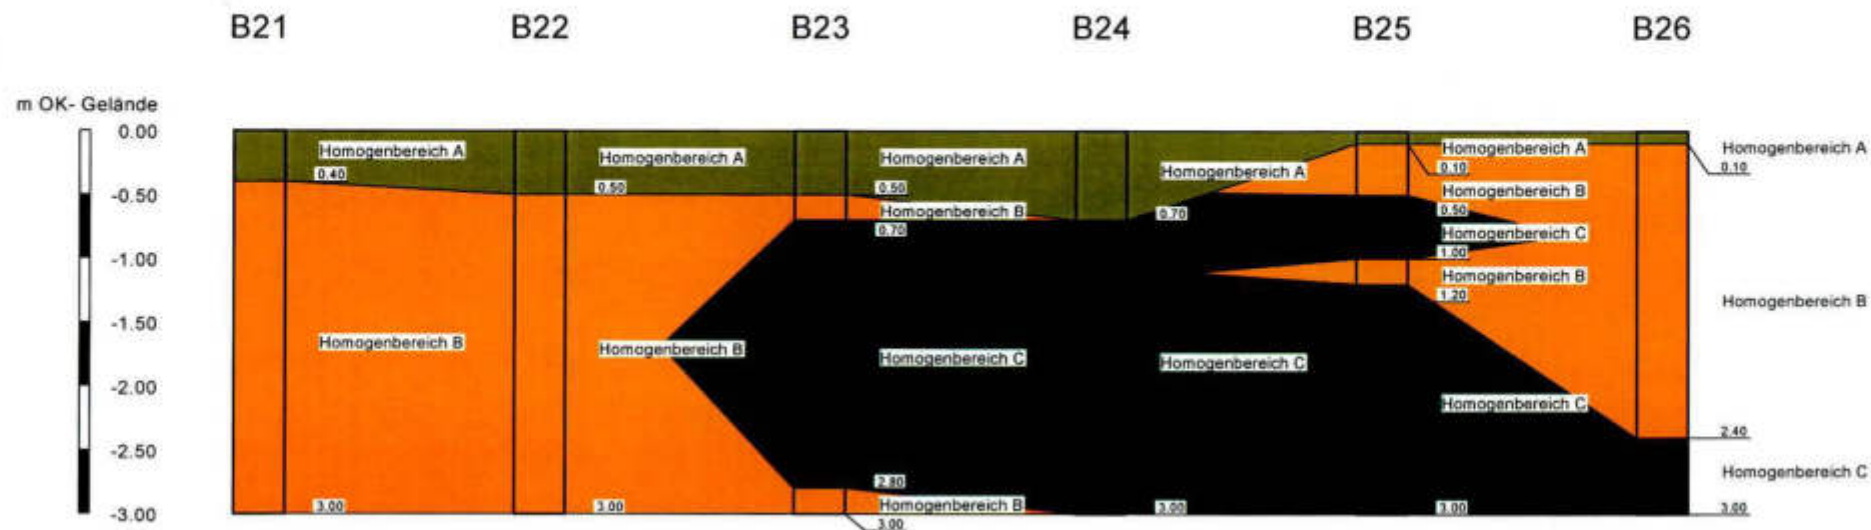 B21 B22 B23 B24 B25 B26
m OK- Gelände
0.00
-0.50
-1.00
-1.50
-2.00
-2.50
-3.00
Homogenbereich A
0.40
Homogenbereich B
3.00
Homogenbereich A
0.50
Homogenbereich B
3.00
Homogenbereich A
0.50
Homogenbereich B
0.70
Homogenbereich C
2.80
Homogenbereich B
3.00
Homogenbereich A
0.70
Homogenbereich C
3.00
Homogenbereich A
0.10
Homogenbereich B
0.50
Homogenbereich C
1.00
Homogenbereich B
1.20
Homogenbereich C
3.00
Homogenbereich A
0.10
Homogenbereich B
2.40
Homogenbereich C
3.00